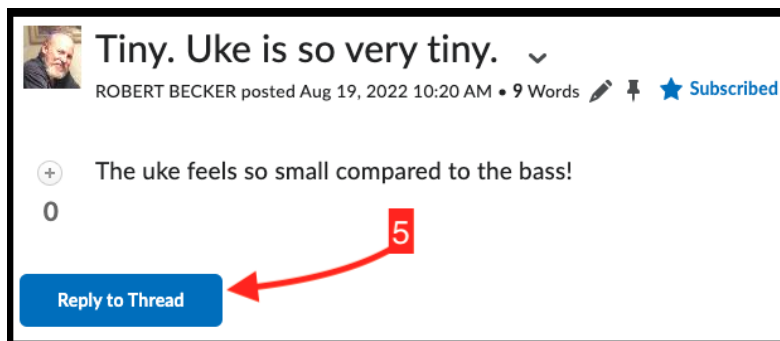 Tiny. Uke is so very tiny.
ROBERT BECKER posted Aug 19, 2022 10:20 AM • 9 Words Subscribed
The uke feels so small compared to the bass!
0
5
Reply to Thread